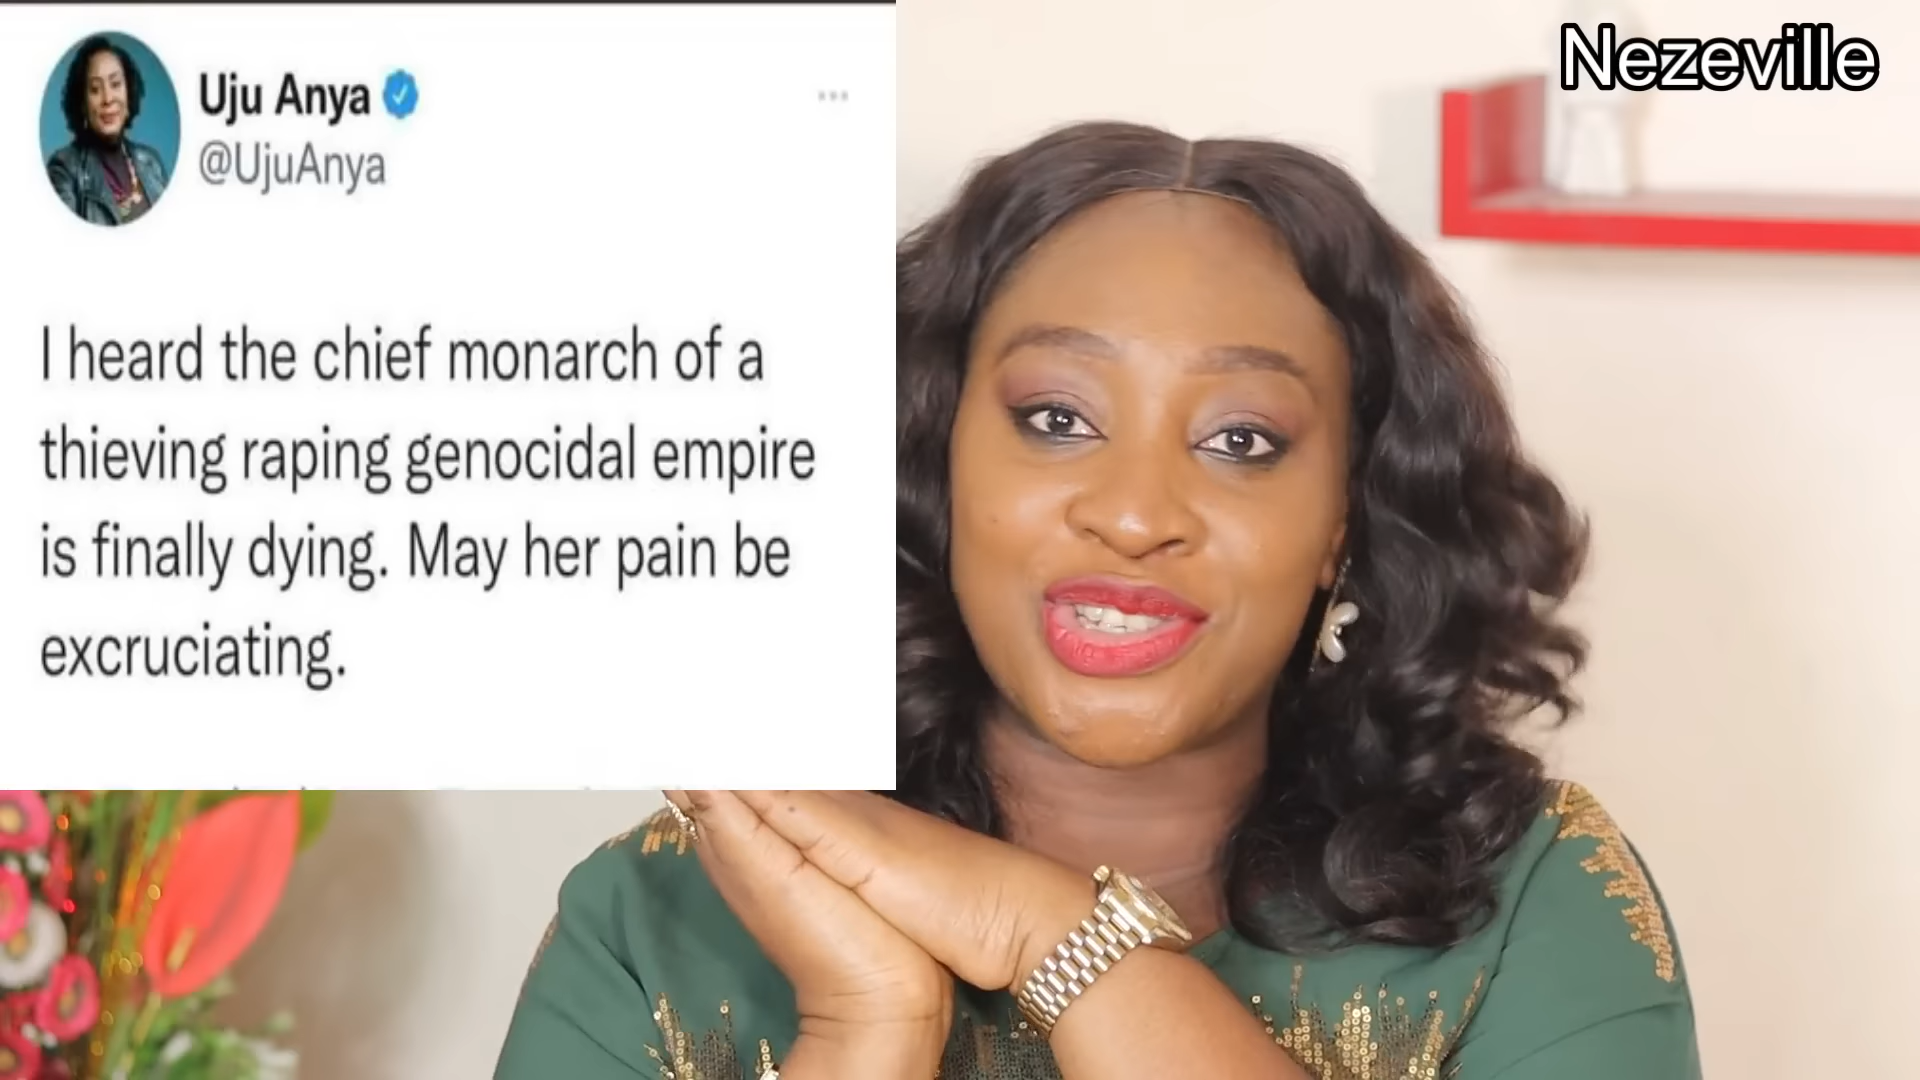 Uju Anya
@UjuAnya
I heard the chief monarch of a
thieving raping genocidal empire
is finally dying. May her pain be
excruciating.
Nezeville